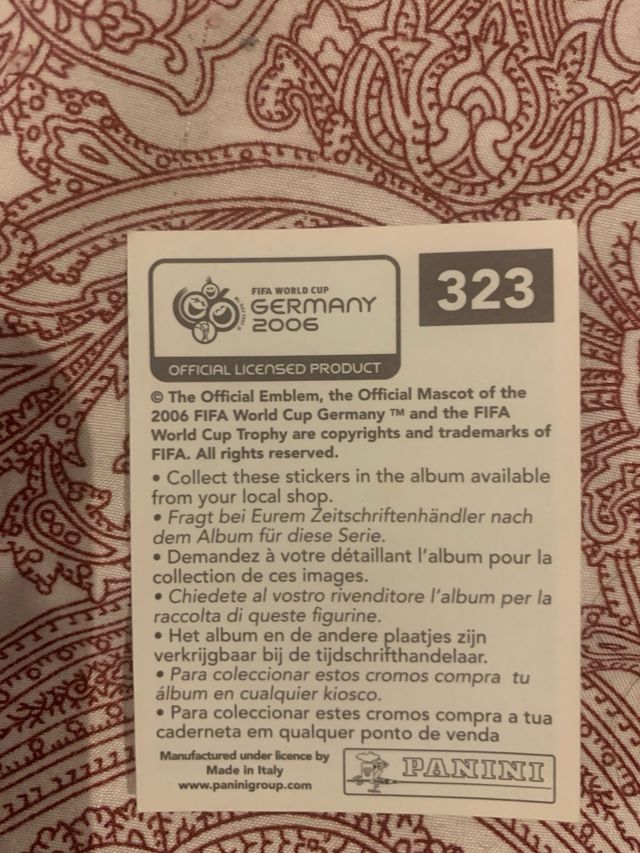 FIFA WORLD CUP
GERMANY
2006
OFFICIAL LICENSED PRODUCT
323
© The Official Emblem, the Official Mascot of the
2006 FIFA World Cup Germany ™ and the FIFA
World Cup Trophy are copyrights and trademarks of
FIFA. All rights reserved.
• Collect these stickers in the album available
from your local shop.
• Fragt bei Eurem Zeitschriftenhändler nach
dem Album für diese Serie.
• Demandez à votre détaillant l'album pour la
collection de ces images.
• Chiedete al vostro rivenditore l'album per la
raccolta di queste figurine.
• Het album en de andere plaatjes zijn
verkrijgbaar bij de tijdschrifthandelaar.
• Para coleccionar estos cromos compra tu
álbum en cualquier kiosco.
• Para coleccionar estes cromos compra a tua
caderneta em qualquer ponto de venda
Manufactured under licence by
Made in Italy
www.paninigroup.com
PANINI